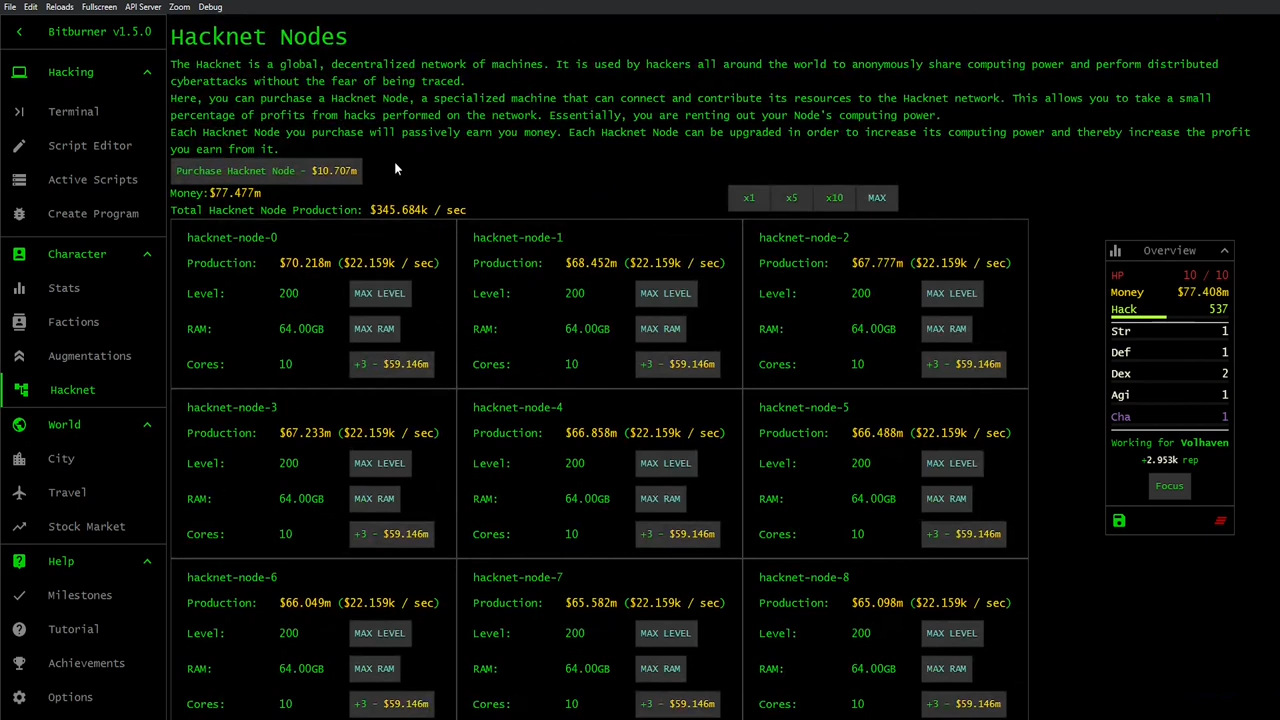 File Edit Reloads Fullscreen API Server Zoom Debug
Bitburner v1.5.0
Hacking
Terminal
Script Editor
Active Scripts
Create Program
Character
Stats
Factions
Augmentations
Hacknet
World
City
Travel
Stock Market
Help
Milestones
Tutorial
Achievements
Options
Hacknet Nodes
The Hacknet is a global, decentralized network of machines. It is used by hackers all around the world to anonymously share computing power and perform distributed
cyberattacks without the fear of being traced.
Here, you can purchase a Hacknet Node, a specialized machine that can connect and contribute its resources to the Hacknet network. This allows you to take a small
percentage of profits from hacks performed on the network. Essentially, you are renting out your Node's computing power.
Each Hacknet Node you purchase will passively earn you money. Each Hacknet Node can be upgraded in order to increase its computing power and thereby increase the profit
you earn from it.
Purchase Hacknet Node - $10.707m
Money:$77.477m
Total Hacknet Node Production: $345.684k / sec
x1 x5 x10 MAX
hacknet-node-0
Production: $70.218m ($22.159k / sec)
Level: 200 MAX LEVEL
RAM: 64.00GB MAX RAM
Cores: 10 +3 - $59.146m
hacknet-node-1
Production: $68.452m ($22.159k / sec)
Level: 200 MAX LEVEL
RAM: 64.00GB MAX RAM
Cores: 10 +3 - $59.146m
hacknet-node-2
Production: $67.777m ($22.159k / sec)
Level: 200 MAX LEVEL
RAM: 64.00GB MAX RAM
Cores: 10 +3 - $59.146m
hacknet-node-3
Production: $67.233m ($22.159k / sec)
Level: 200 MAX LEVEL
RAM: 64.00GB MAX RAM
Cores: 10 +3 - $59.146m
hacknet-node-4
Production: $66.858m ($22.159k / sec)
Level: 200 MAX LEVEL
RAM: 64.00GB MAX RAM
Cores: 10 +3 - $59.146m
hacknet-node-5
Production: $66.488m ($22.159k / sec)
Level: 200 MAX LEVEL
RAM: 64.00GB MAX RAM
Cores: 10 +3 - $59.146m
hacknet-node-6
Production: $66.049m ($22.159k / sec)
Level: 200 MAX LEVEL
RAM: 64.00GB MAX RAM
Cores: 10 +3 - $59.146m
hacknet-node-7
Production: $65.582m ($22.159k / sec)
Level: 200 MAX LEVEL
RAM: 64.00GB MAX RAM
Cores: 10 +3 - $59.146m
hacknet-node-8
Production: $65.098m ($22.159k / sec)
Level: 200 MAX LEVEL
RAM: 64.00GB MAX RAM
Cores: 10 +3 - $59.146m
Overview
HP 10 / 10
Money $77.408m
Hack 537
Str 1
Def 1
Dex 2
Agi 1
Cha 1
Working for Volhaven
+2.953k rep
Focus